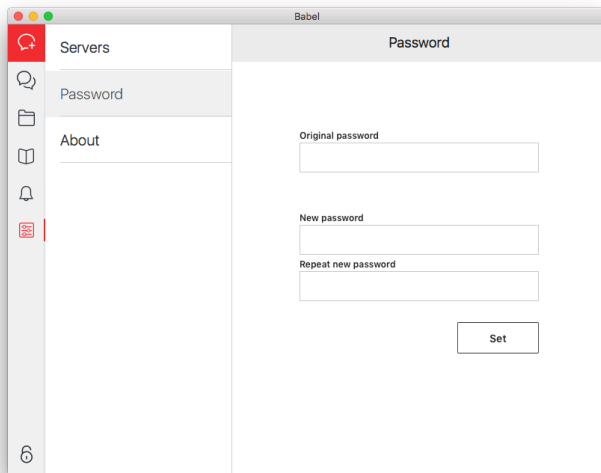 Babel
Servers
Password
About
Password
Original password
New password
Repeat new password
Set